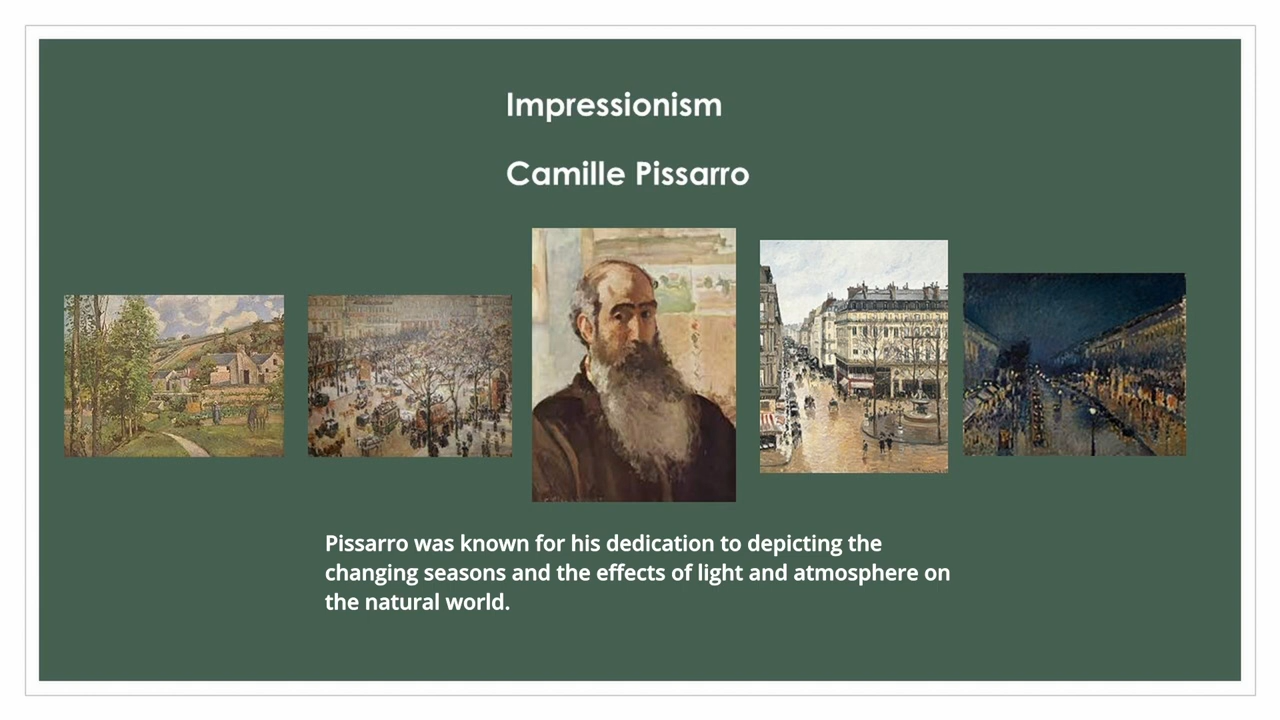 Impressionism
Camille Pissarro
Pissarro was known for his dedication to depicting the
changing seasons and the effects of light and atmosphere on
the natural world.